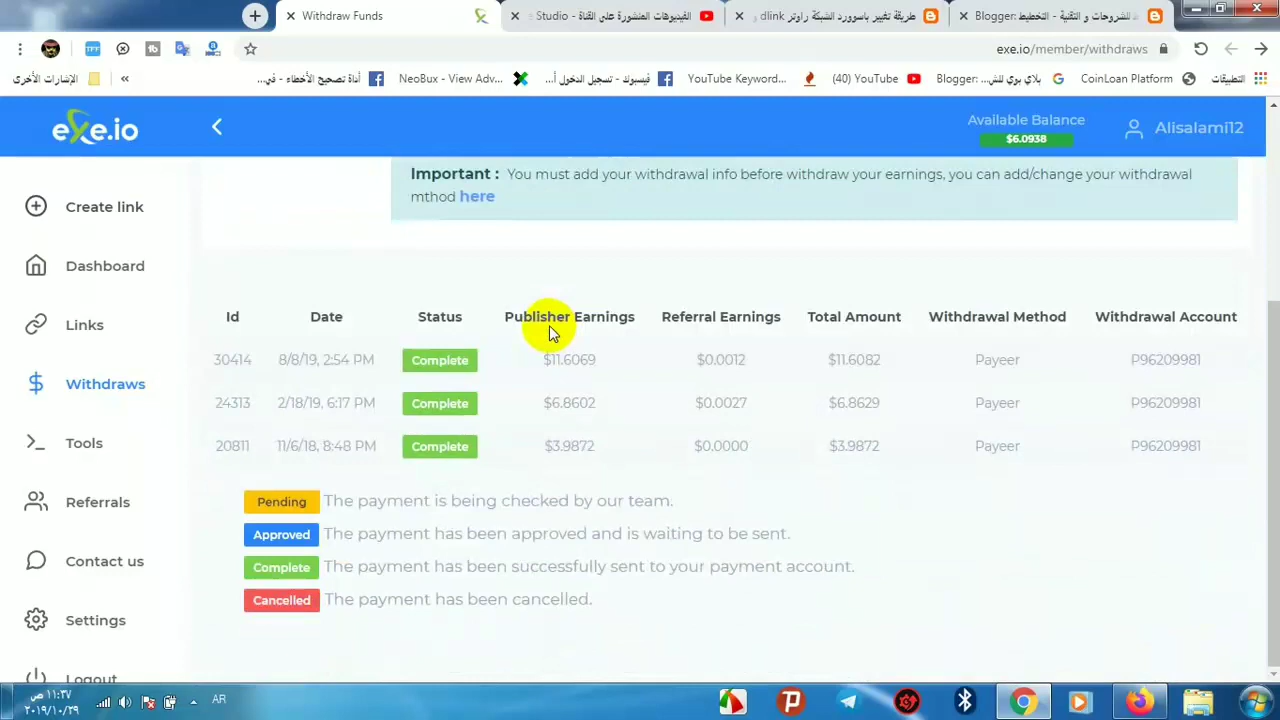 Withdraw Funds
Studio - الفيديوهات المنشورة على القناة
طريقة تغيير باسوورد الشبكة راوتر dlink و
Blogger: ط للشروحات و التقنية - التخطيط
exe.io/member/withdraws
الإشارات الأخرى
«
أداة تصحيح الأخطاء - في...
NeoBux - View Adv...
فيسبوك - تسجيل الدخول أ...
YouTube Keyword...
(40) YouTube
Blogger: بلاي بوي للش...
CoinLoan Platform
التطبيقات
exe.io
Available Balance
$6.0938
Alisalami12
Important : You must add your withdrawal info before withdraw your earnings, you can add/change your withdrawal
mthod here
Create link
Dashboard
Links
Withdraws
Tools
Referrals
Contact us
Settings
Logout
Id Date Status Publisher Earnings Referral Earnings Total Amount Withdrawal Method Withdrawal Account
30414 8/8/19, 2:54 PM Complete $11.6069 $0.0012 $11.6082 Payeer P96209981
24313 2/18/19, 6:17 PM Complete $6.8602 $0.0027 $6.8629 Payeer P96209981
20811 11/6/18, 8:48 PM Complete $3.9872 $0.0000 $3.9872 Payeer P96209981
Pending The payment is being checked by our team.
Approved The payment has been approved and is waiting to be sent.
Complete The payment has been successfully sent to your payment account.
Cancelled The payment has been cancelled.
١١:٣٧ ص
٢٠١٩/١٠/٢٩
AR